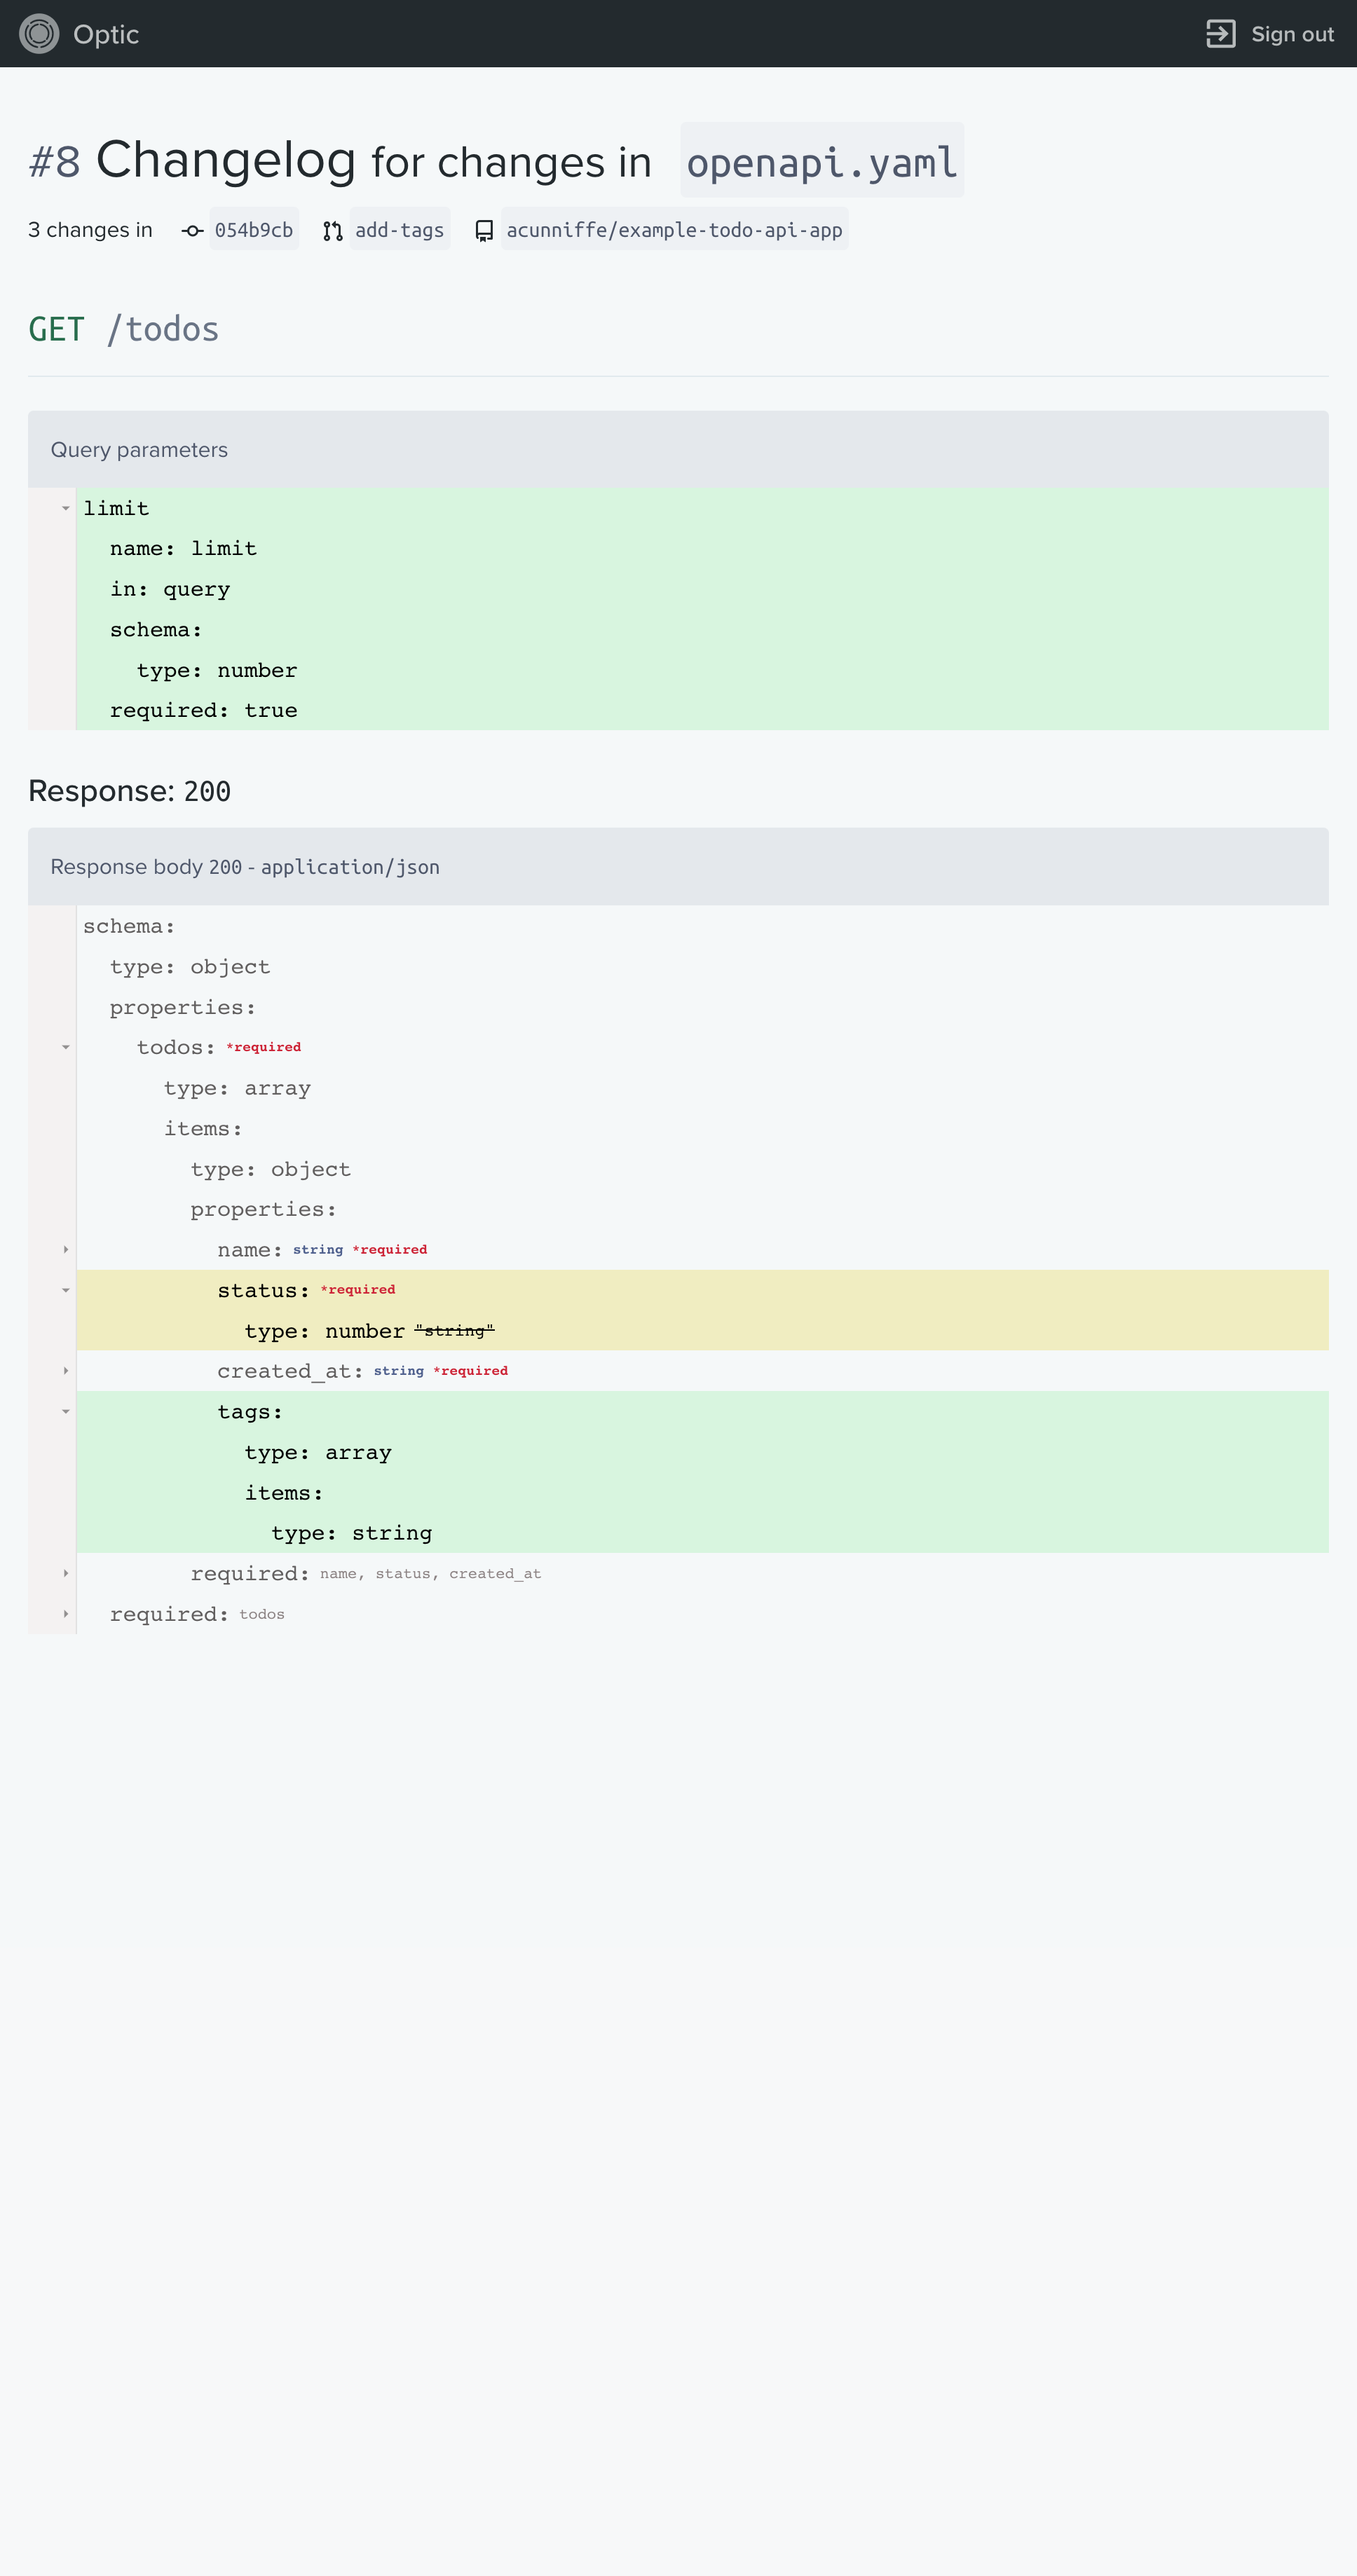 Optic Sign out
#8 Changelog for changes in openapi.yaml
3 changes in 054b9cb add-tags acunniffe/example-todo-api-app
GET /todos
Query parameters
limit
name: limit
in: query
schema:
type: number
required: true
Response: 200
Response body 200 - application/json
schema:
type: object
properties:
todos: *required
type: array
items:
type: object
properties:
name: string *required
status: *required
type: number "string"
created_at: string *required
tags:
type: array
items:
type: string
required: name, status, created_at
required: todos